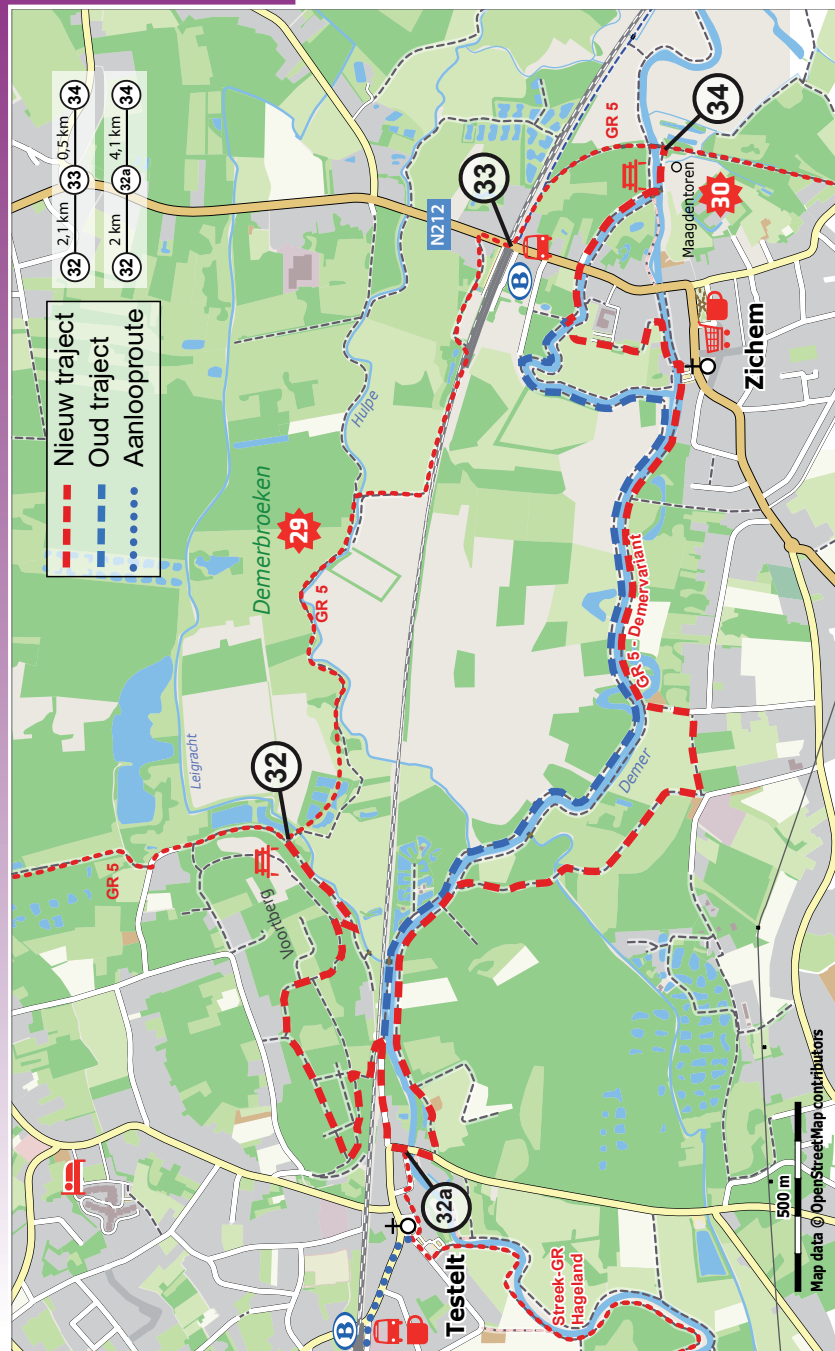 32 2,1 km 33 0,5 km 34
32 2 km 32a 4,1 km 34
Nieuw traject
Oud traject
Aanlooproute
GR 5
Leigracht
Voortberg
32
Demerbroeken
29
GR 5
Hulpe
N212
33
B
GR 5
34
Maagdentoren
30
Zichem
GR 5 - Demervariant
Demer
32a
Testelt
B
Streek-GR
Hageland
500 m
Map data © OpenStreetMap contributors